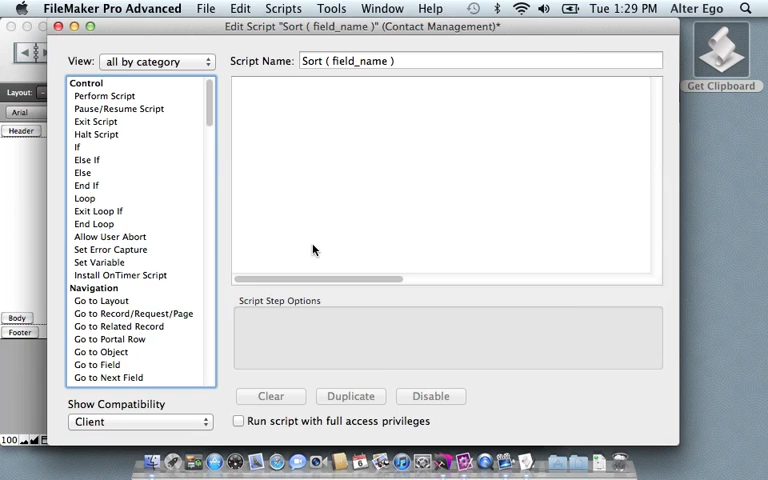 FileMaker Pro Advanced File Edit Scripts Tools Window Help Tue 1:29 PM Alter Ego
Edit Script "Sort ( field_name )" (Contact Management)*
View: all by category
Script Name: Sort ( field_name )
Get Clipboard
Layout:
Arial
Header
Body
Footer
100
Control
Perform Script
Pause/Resume Script
Exit Script
Halt Script
If
Else If
Else
End If
Loop
Exit Loop If
End Loop
Allow User Abort
Set Error Capture
Set Variable
Install OnTimer Script
Navigation
Go to Layout
Go to Record/Request/Page
Go to Related Record
Go to Portal Row
Go to Object
Go to Field
Go to Next Field
Script Step Options
Clear Duplicate Disable
Show Compatibility
Client
Run script with full access privileges